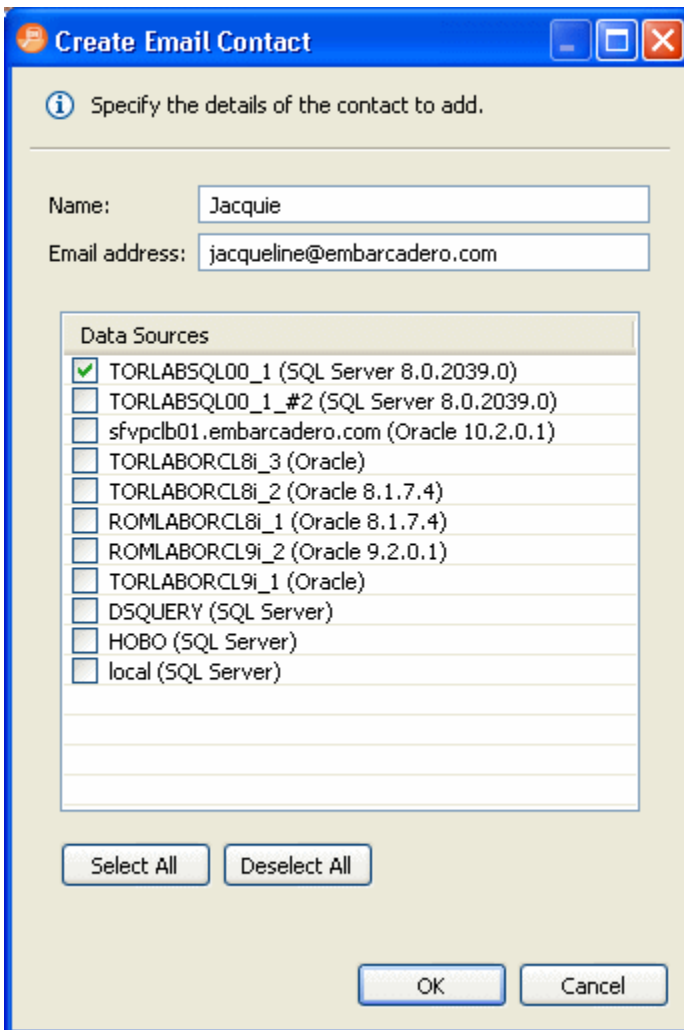 Create Email Contact
Specify the details of the contact to add.
Name: Jacquie
Email address: jacqueline@embarcadero.com
Data Sources
TORLABSQL00_1 (SQL Server 8.0.2039.0)
TORLABSQL00_1_#2 (SQL Server 8.0.2039.0)
sfvpclb01.embarcadero.com (Oracle 10.2.0.1)
TORLABORCL8i_3 (Oracle)
TORLABORCL8i_2 (Oracle 8.1.7.4)
ROMLABORCL8i_1 (Oracle 8.1.7.4)
ROMLABORCL9i_2 (Oracle 9.2.0.1)
TORLABORCL9i_1 (Oracle)
DSQUERY (SQL Server)
HOBO (SQL Server)
local (SQL Server)
Select All Deselect All
OK Cancel